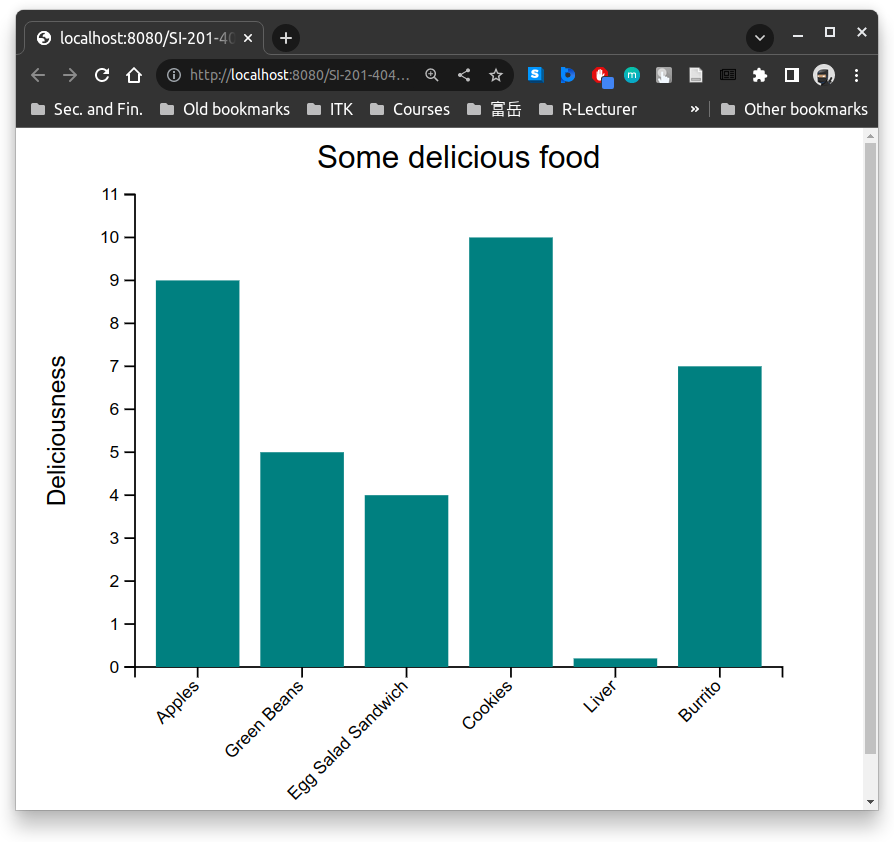 localhost:8080/SI-201-40
http://localhost:8080/SI-201-404…
Sec. and Fin. Old bookmarks ITK Courses 富岳 R-Lecturer » Other bookmarks
Some delicious food
11
10
9
8
7
6
5
4
3
2
1
0
Deliciousness
Apples
Green Beans
Egg Salad Sandwich
Cookies
Liver
Burrito